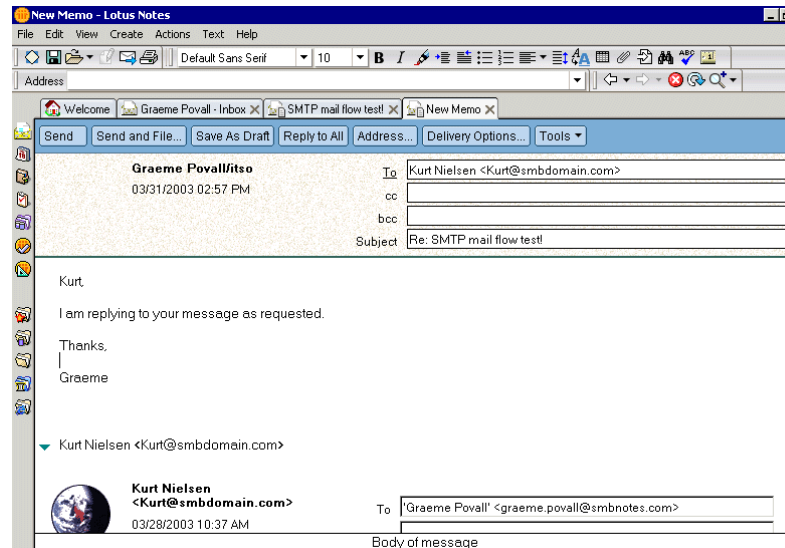 New Memo - Lotus Notes
File Edit View Create Actions Text Help
Default Sans Serif 10 B I
Address
Welcome Graeme Povall - Inbox SMTP mail flow test! New Memo
Send Send and File... Save As Draft Reply to All Address... Delivery Options... Tools
Graeme Povall/itso
03/31/2003 02:57 PM
To Kurt Nielsen <Kurt@smbdomain.com>
cc
bcc
Subject Re: SMTP mail flow test!
Kurt,
I am replying to your message as requested.
Thanks,
Graeme
Kurt Nielsen <Kurt@smbdomain.com>
Kurt Nielsen
<Kurt@smbdomain.com>
03/28/2003 10:37 AM
To 'Graeme Povall' <graeme.povall@smbnotes.com>
Body of message